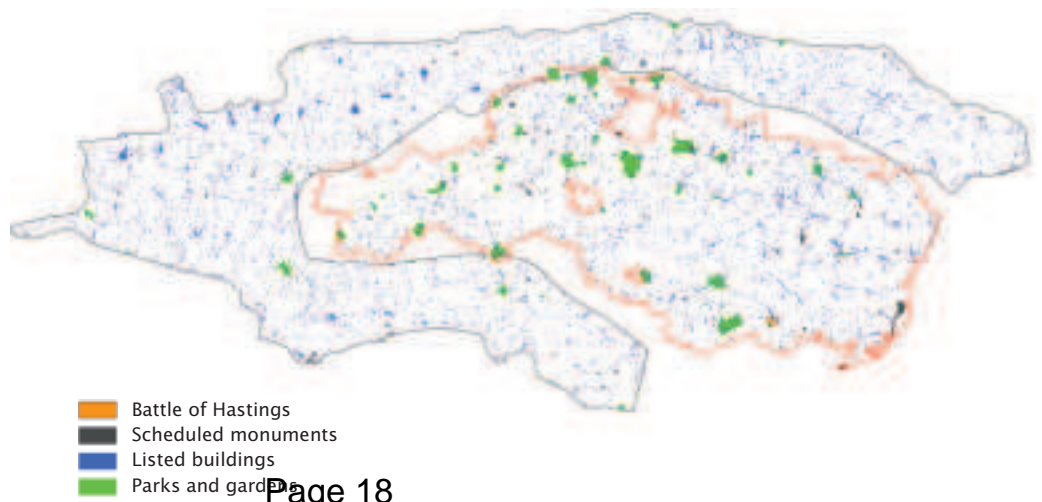 Battle of Hastings
Scheduled monuments
Listed buildings
Parks and gardens
Page 18